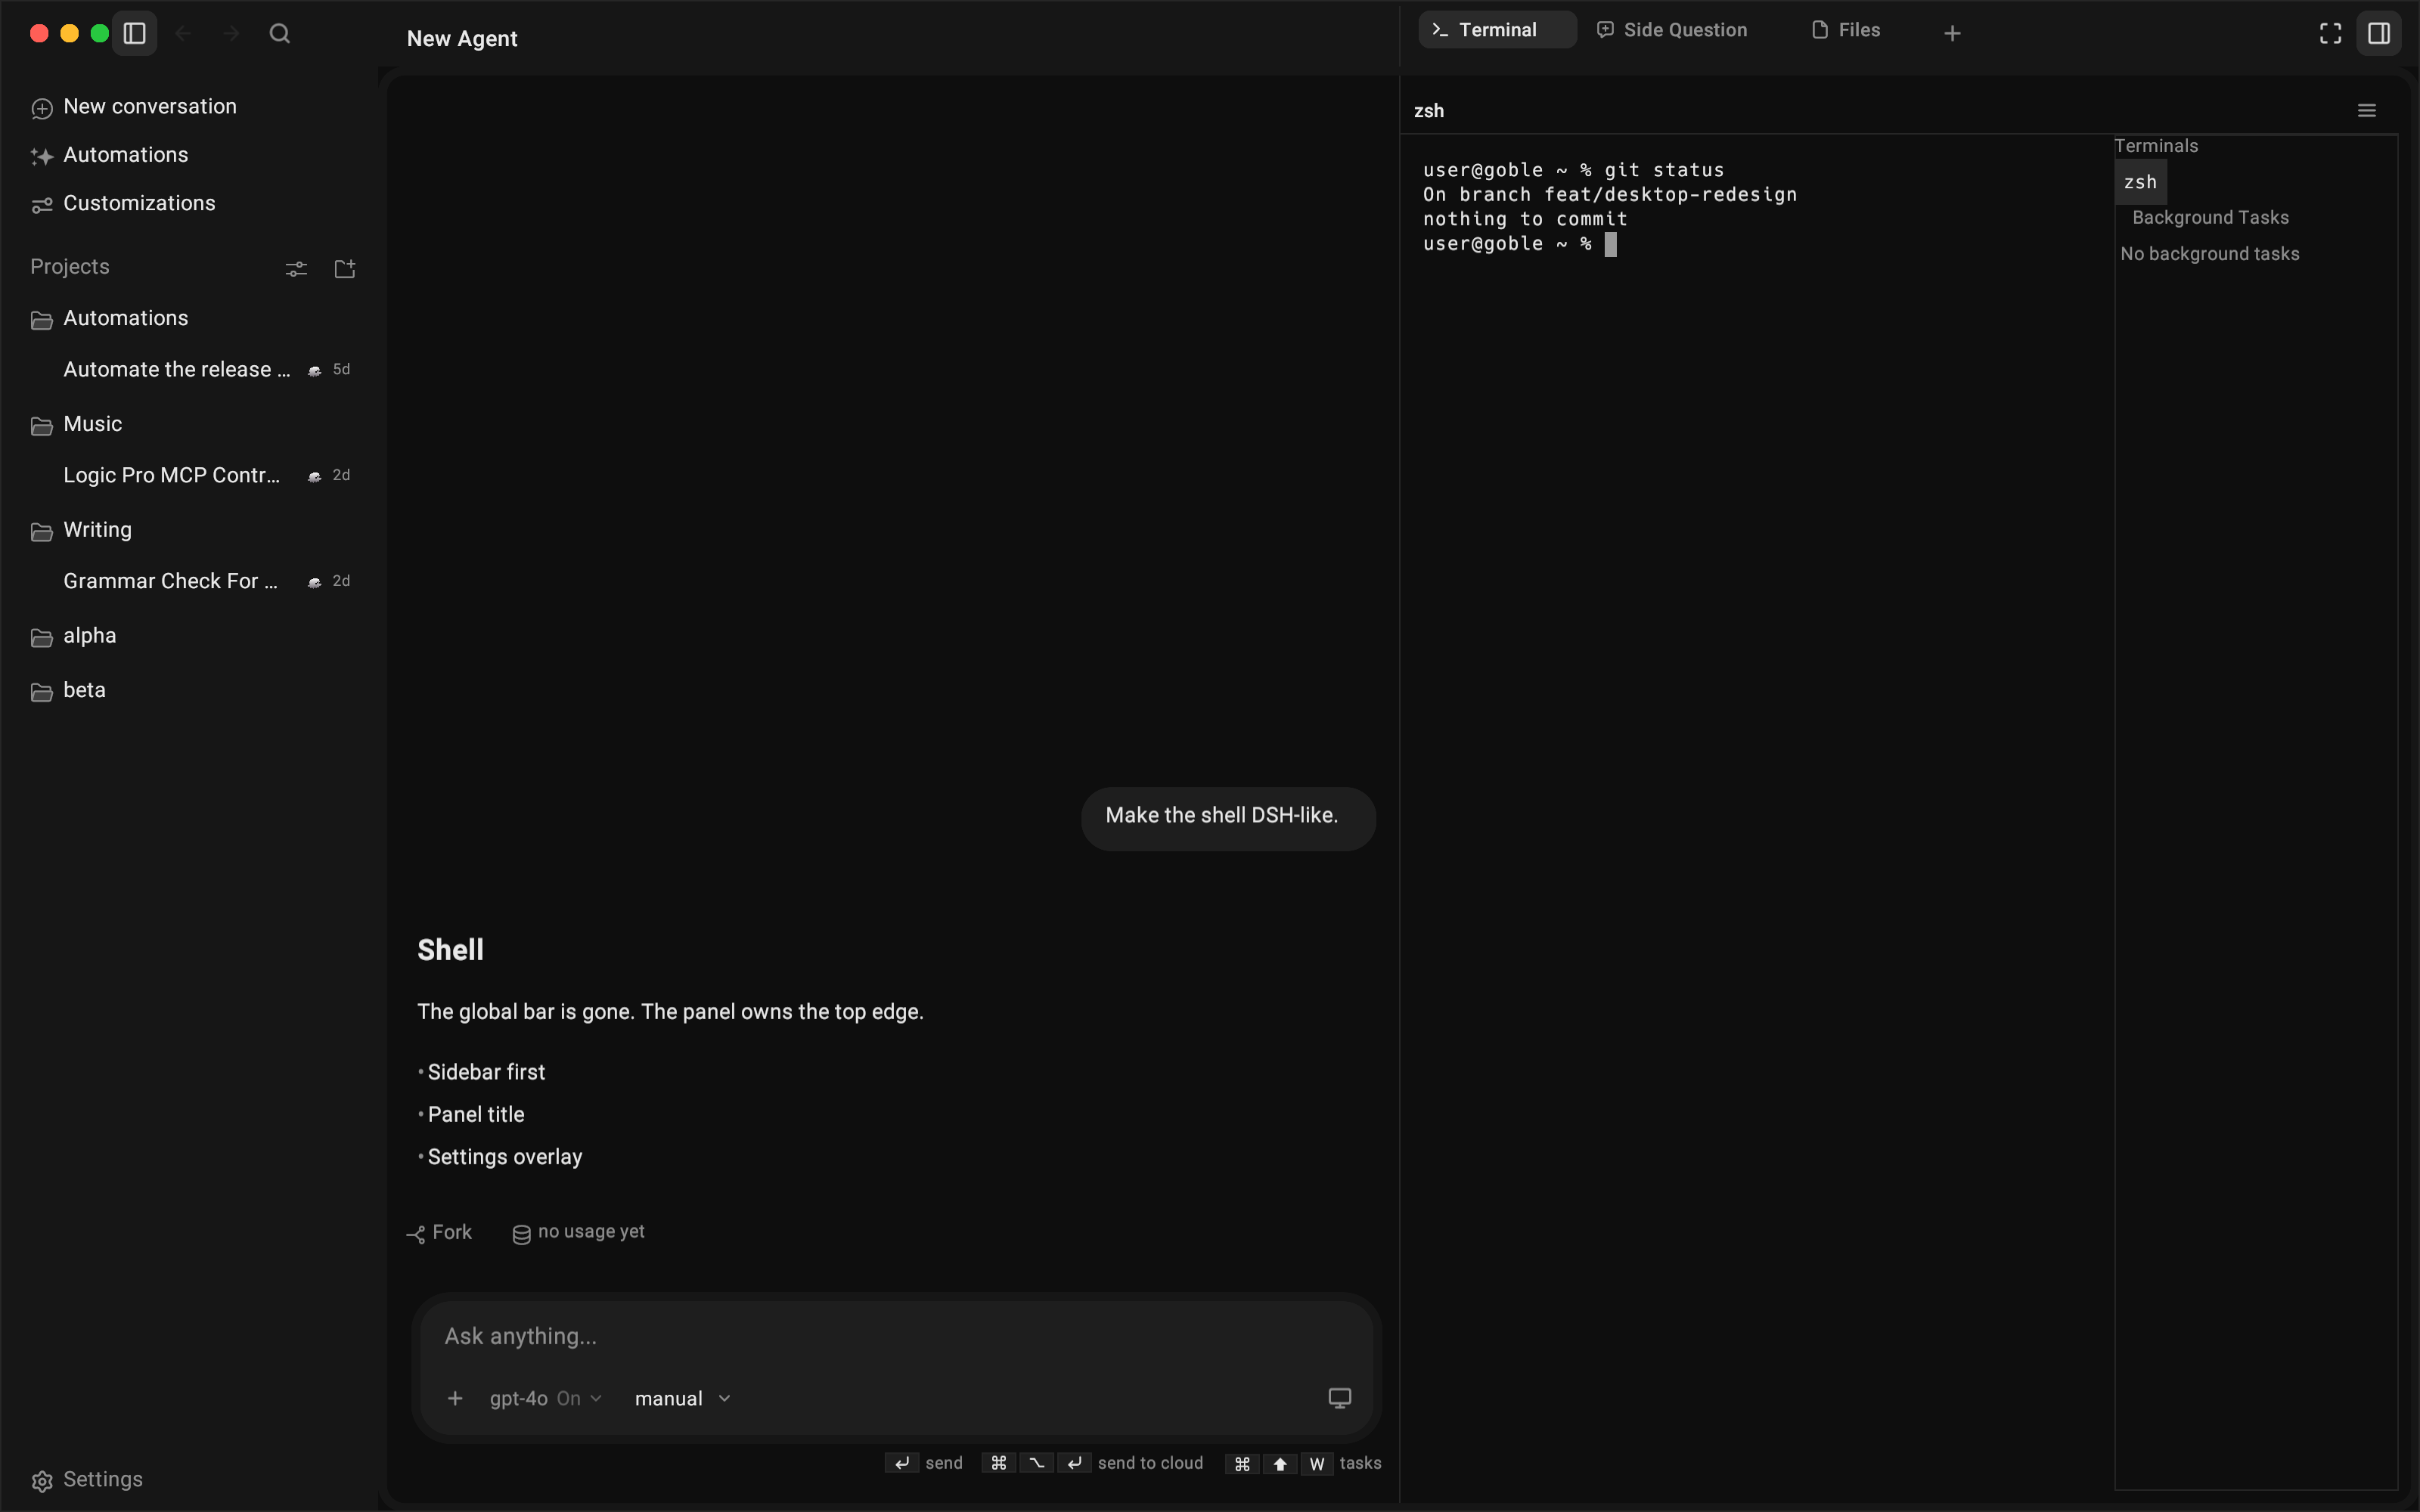 New Agent
Terminal
Side Question
Files
New conversation
Automations
Customizations
Projects
Automations
Automate the release ... 5d
Music
Logic Pro MCP Contr... 2d
Writing
Grammar Check For ... 2d
alpha
beta
Settings
Make the shell DSH-like.
Shell
The global bar is gone. The panel owns the top edge.
• Sidebar first
• Panel title
• Settings overlay
Fork no usage yet
Ask anything...
+ gpt-4o On manual
↵ send ⌘ ⌥ ↵ send to cloud ⌘ ⬆ W tasks
zsh
user@goble ~ % git status
On branch feat/desktop-redesign
nothing to commit
user@goble ~ %
Terminals
zsh
Background Tasks
No background tasks